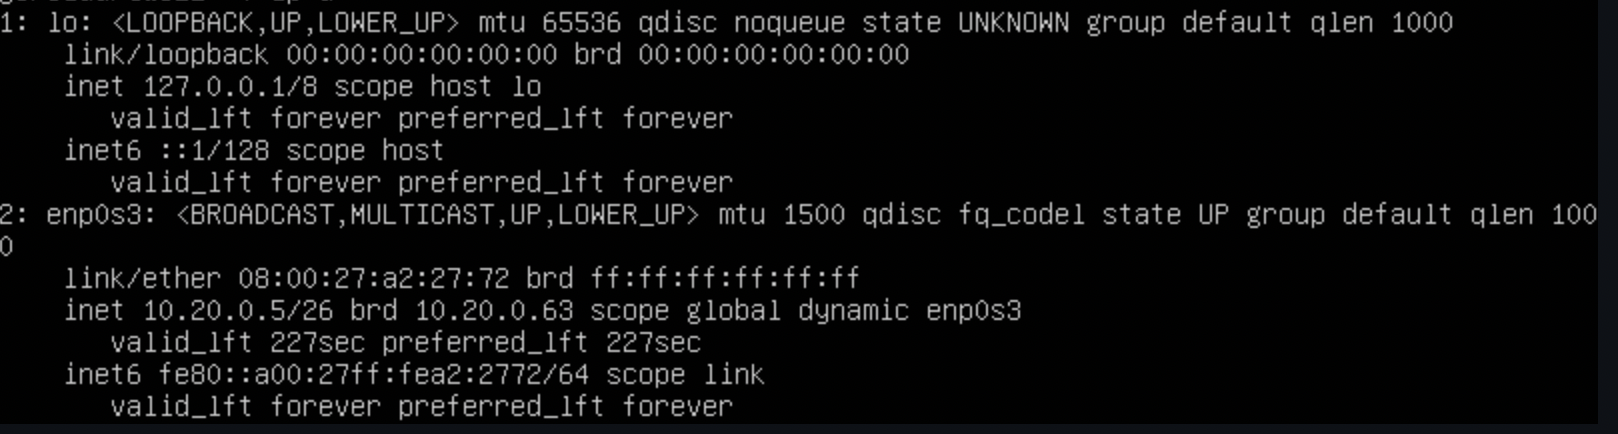 1: lo: <LOOPBACK,UP,LOWER_UP> mtu 65536 qdisc noqueue state UNKNOWN group default qlen 1000
    link/loopback 00:00:00:00:00:00 brd 00:00:00:00:00:00
    inet 127.0.0.1/8 scope host lo
       valid_lft forever preferred_lft forever
    inet6 ::1/128 scope host
       valid_lft forever preferred_lft forever
2: enp0s3: <BROADCAST,MULTICAST,UP,LOWER_UP> mtu 1500 qdisc fq_codel state UP group default qlen 100
0
    link/ether 08:00:27:a2:27:72 brd ff:ff:ff:ff:ff:ff
    inet 10.20.0.5/26 brd 10.20.0.63 scope global dynamic enp0s3
       valid_lft 227sec preferred_lft 227sec
    inet6 fe80::a00:27ff:fea2:2772/64 scope link
       valid_lft forever preferred_lft forever